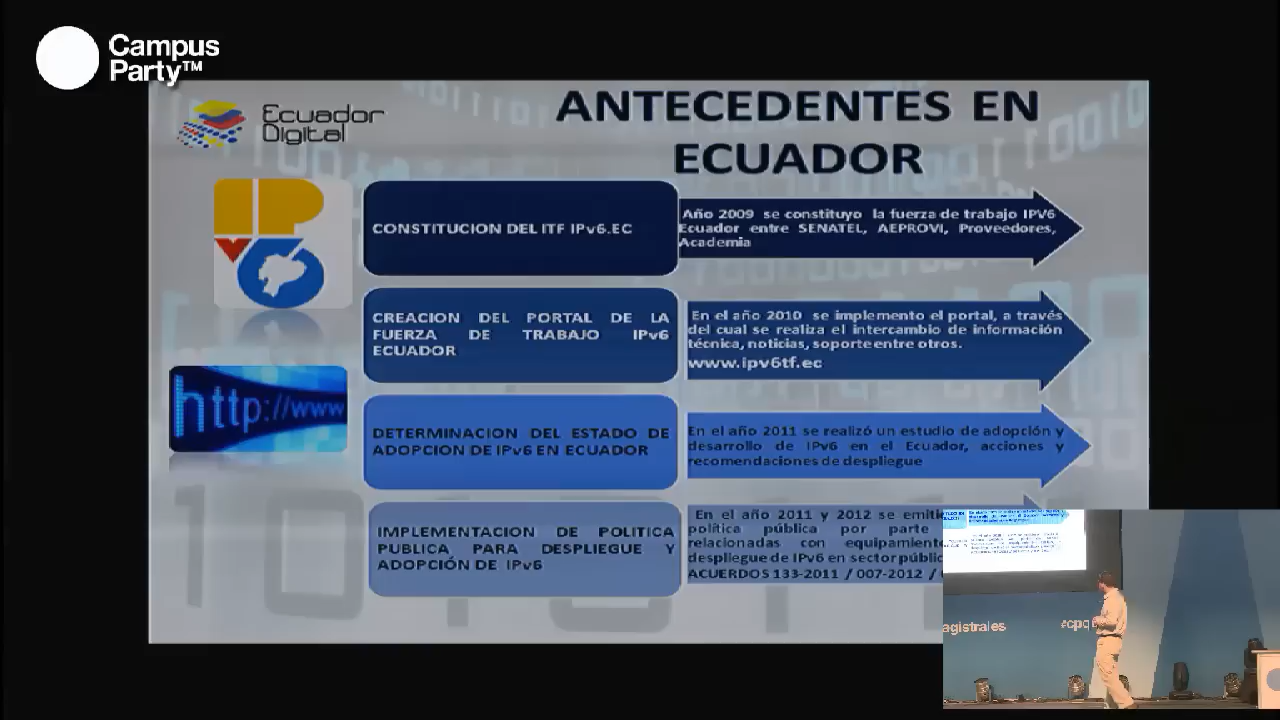 Campus
Party™
Ecuador
Digital
ANTECEDENTES EN
ECUADOR
IPV6
CONSTITUCION DEL ITF IPv6.EC
Año 2009 se constituyo la fuerza de trabajo IPV6
Ecuador entre SENATEL, AEPROVI, Proveedores,
Academia
CREACION DEL PORTAL DE LA
FUERZA DE TRABAJO IPv6
ECUADOR
En el año 2010 se implemento el portal, a través
del cual se realiza el intercambio de información
técnica, noticias, soporte entre otros.
www.ipv6tf.ec
http://www
DETERMINACION DEL ESTADO DE
ADOPCION DE IPv6 EN ECUADOR
En el año 2011 se realizó un estudio de adopción y
desarrollo de IPv6 en el Ecuador, acciones y
recomendaciones de despliegue
IMPLEMENTACION DE POLITICA
PUBLICA PARA DESPLIEGUE Y
ADOPCIÓN DE IPv6
En el año 2011 y 2012 se emiti
política pública por parte
relacionadas con equipamient
despliegue de IPv6 en sector públic
ACUERDOS 133-2011 / 007-2012 /
agistrales
#cpq